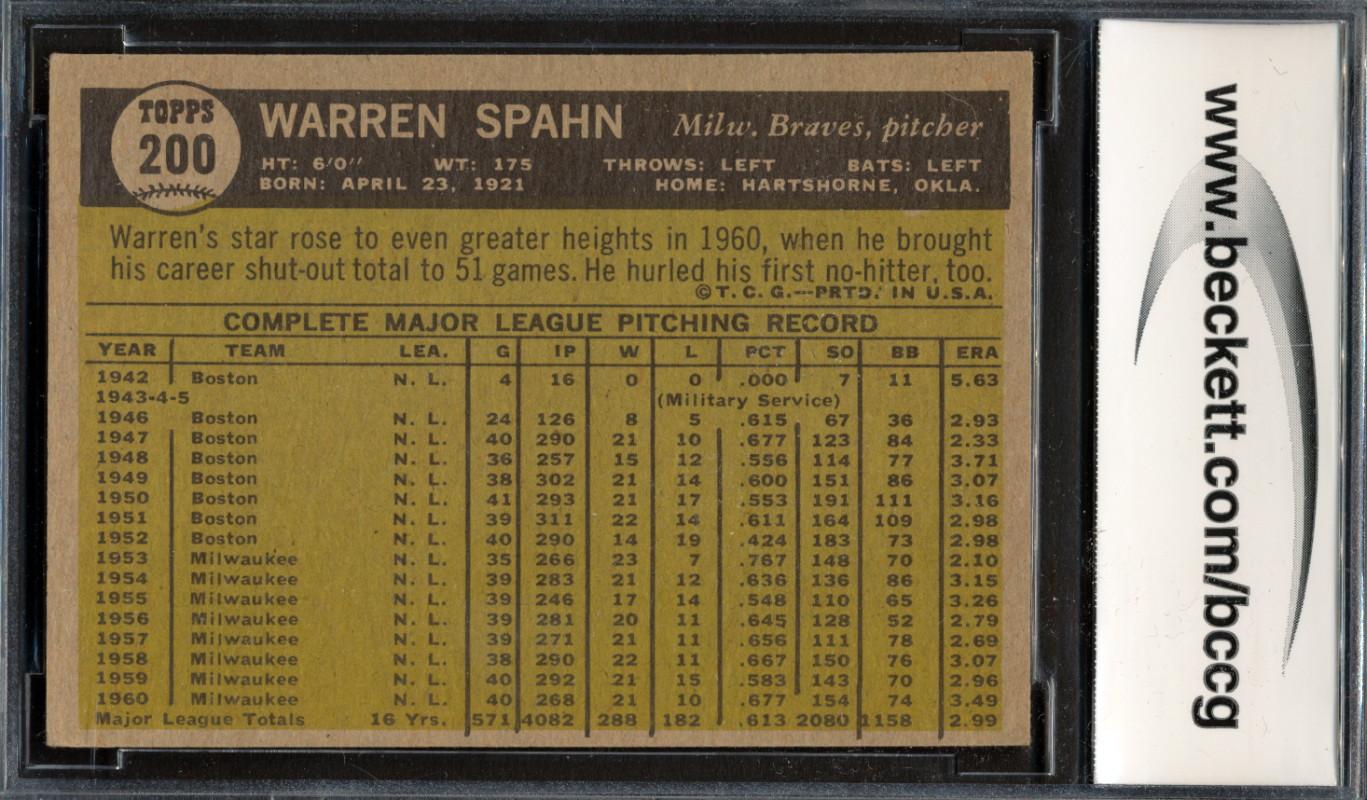 TOPPS
200
WARREN SPAHN Milw. Braves, pitcher
HT: 6'0'' WT: 175 THROWS: LEFT BATS: LEFT
BORN: APRIL 23, 1921 HOME: HARTSHORNE, OKLA.
Warren's star rose to even greater heights in 1960, when he brought
his career shut-out total to 51 games. He hurled his first no-hitter, too.
©T. C. G.—PRTD. IN U.S.A.
COMPLETE MAJOR LEAGUE PITCHING RECORD
YEAR TEAM LEA. G IP W L PCT SO BB ERA
1942 Boston N. L. 4 16 0 0 .000 7 11 5.63
1943-4-5 (Military Service)
1946 Boston N. L. 24 126 8 5 .615 67 36 2.93
1947 Boston N. L. 40 290 21 10 .677 123 84 2.33
1948 Boston N. L. 36 257 15 12 .556 114 77 3.71
1949 Boston N. L. 38 302 21 14 .600 151 86 3.07
1950 Boston N. L. 41 293 21 17 .553 191 111 3.16
1951 Boston N. L. 39 311 22 14 .611 164 109 2.98
1952 Boston N. L. 40 290 14 19 .424 183 73 2.98
1953 Milwaukee N. L. 35 266 23 7 .767 148 70 2.10
1954 Milwaukee N. L. 39 283 21 12 .636 136 86 3.15
1955 Milwaukee N. L. 39 246 17 14 .548 110 65 3.26
1956 Milwaukee N. L. 39 281 20 11 .645 128 52 2.79
1957 Milwaukee N. L. 39 271 21 11 .656 111 78 2.69
1958 Milwaukee N. L. 38 290 22 11 .667 150 76 3.07
1959 Milwaukee N. L. 40 292 21 15 .583 143 70 2.96
1960 Milwaukee N. L. 40 268 21 10 .677 154 74 3.49
Major League Totals 16 Yrs. 571 4082 288 182 .613 2080 1158 2.99
www.beckett.com/bccg